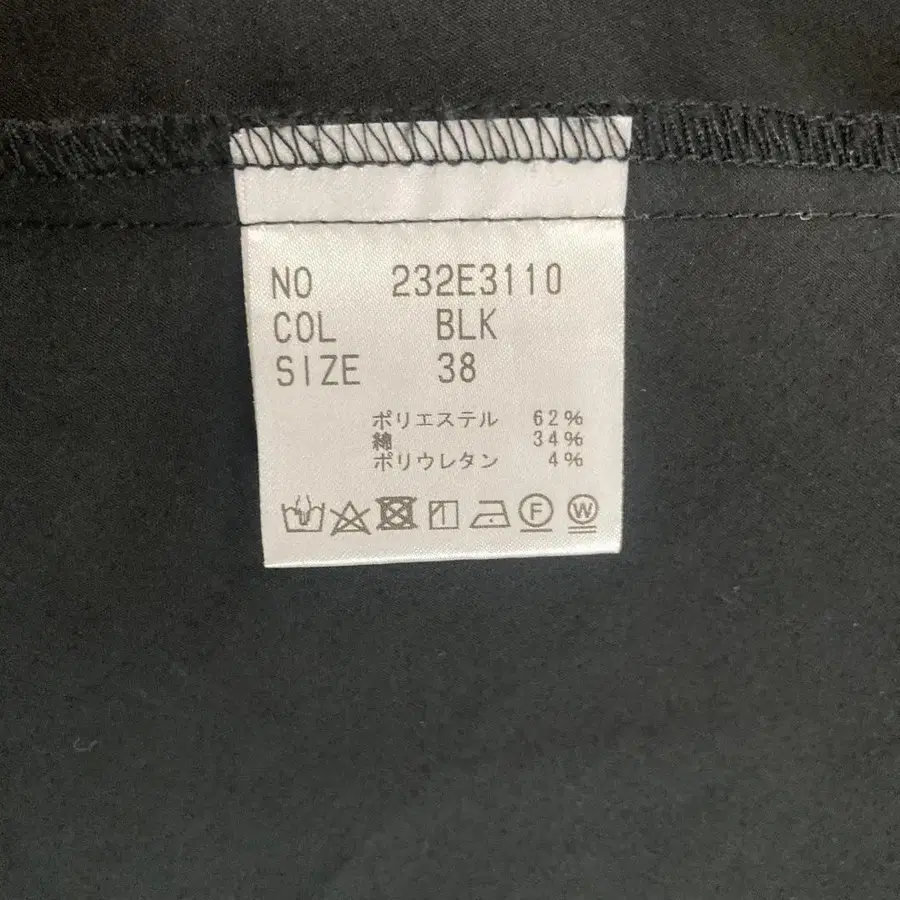 NO 232E3110
COL BLK
SIZE 38
ポリエステル 62%
綿 34%
ポリウレタン 4%
F W